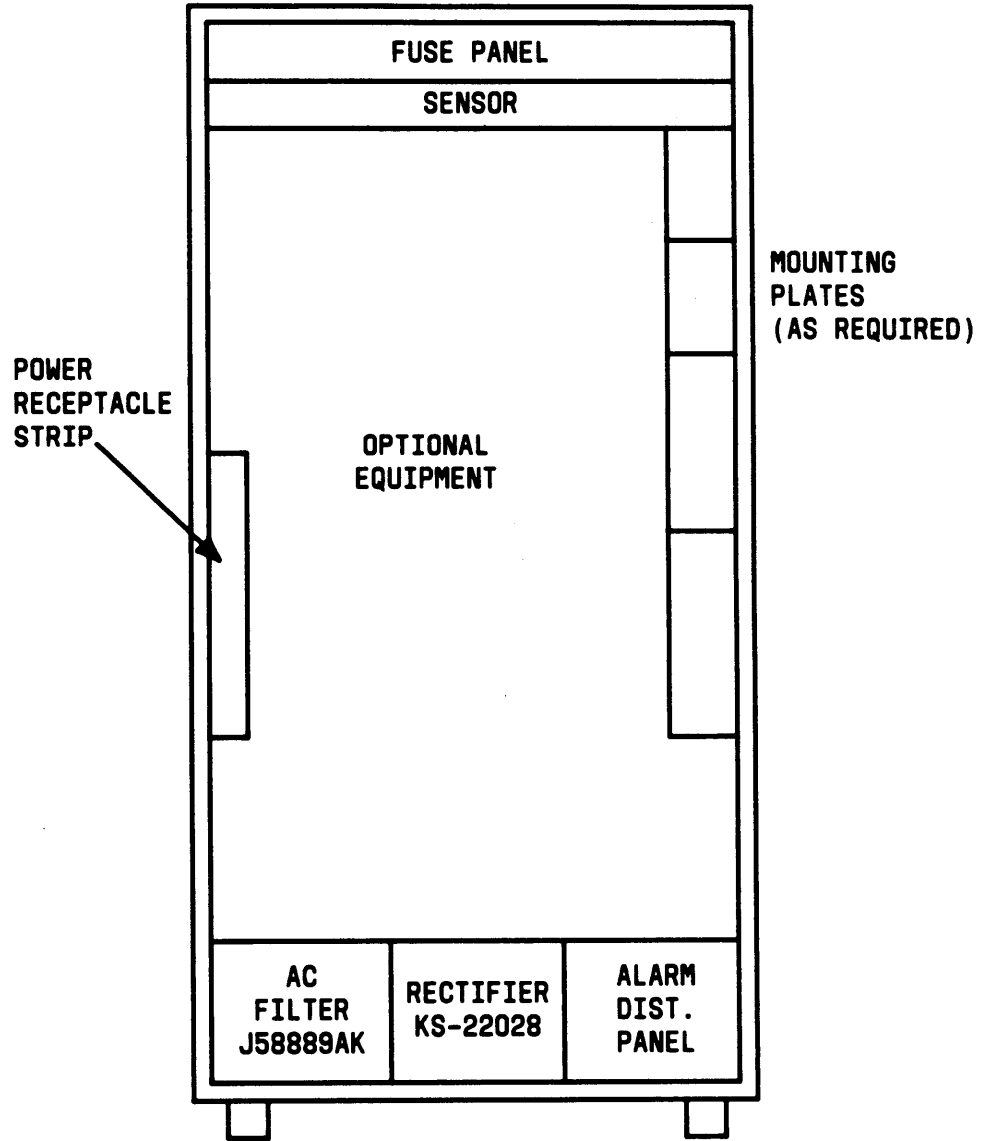 FUSE PANEL
SENSOR
MOUNTING
PLATES
(AS REQUIRED)
POWER
RECEPTACLE
STRIP
OPTIONAL
EQUIPMENT
AC
FILTER
J58889AK
RECTIFIER
KS-22028
ALARM
DIST.
PANEL